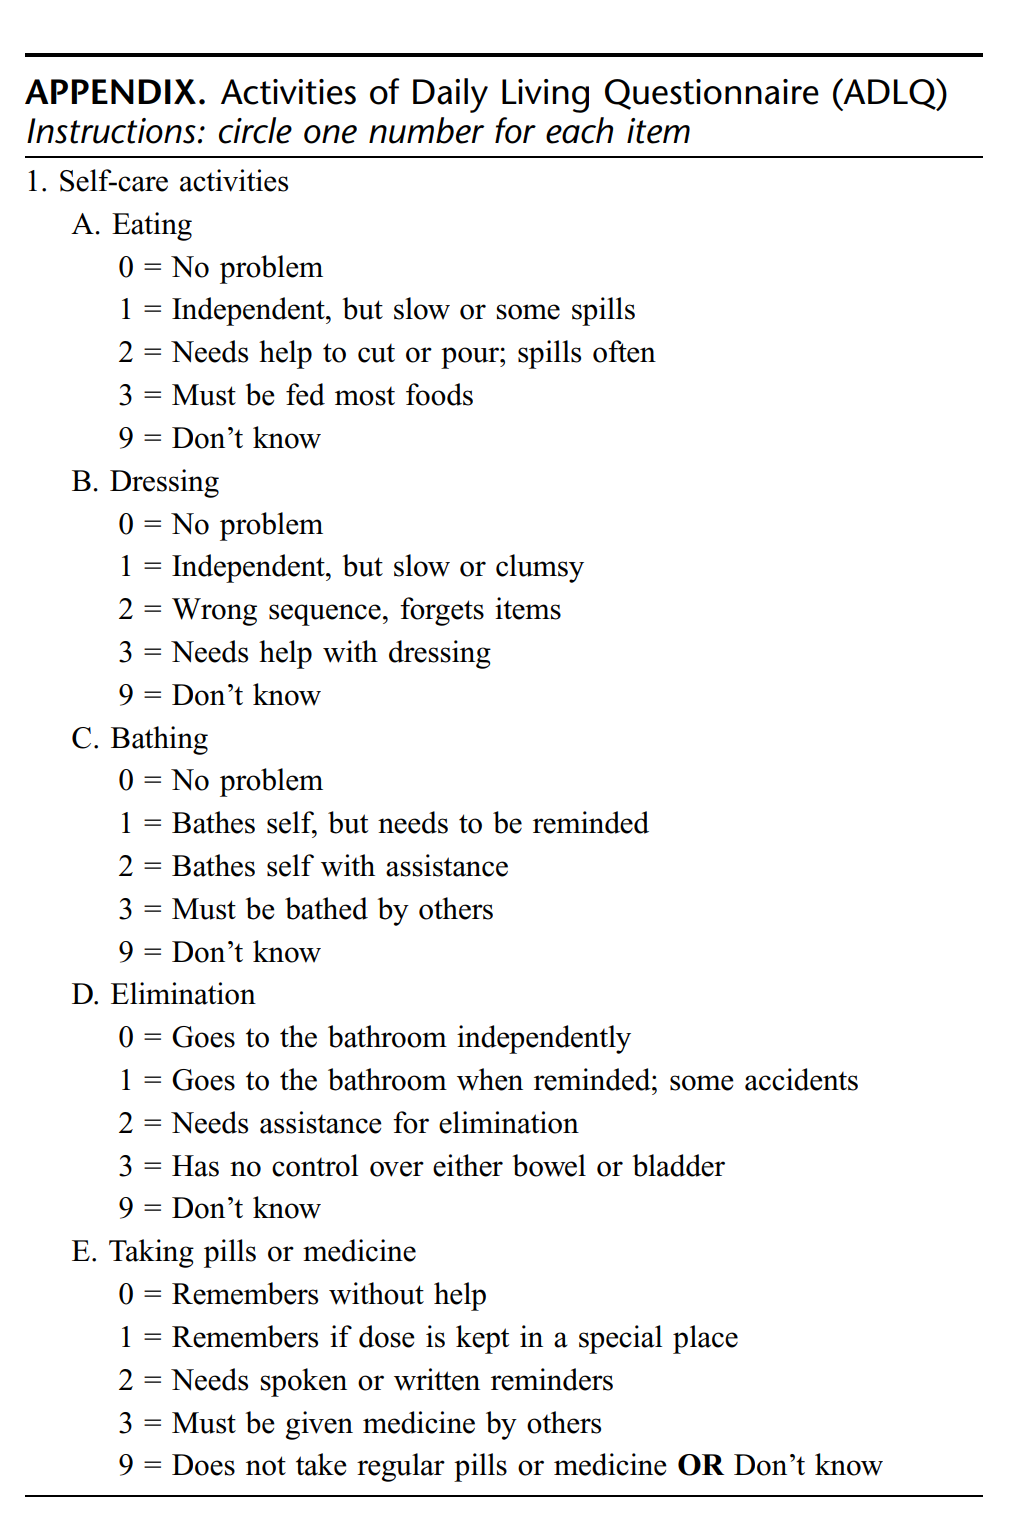 APPENDIX. Activities of Daily Living Questionnaire (ADLQ)
Instructions: circle one number for each item
1. Self-care activities
A. Eating
0 = No problem
1 = Independent, but slow or some spills
2 = Needs help to cut or pour; spills often
3 = Must be fed most foods
9 = Don’t know
B. Dressing
0 = No problem
1 = Independent, but slow or clumsy
2 = Wrong sequence, forgets items
3 = Needs help with dressing
9 = Don’t know
C. Bathing
0 = No problem
1 = Bathes self, but needs to be reminded
2 = Bathes self with assistance
3 = Must be bathed by others
9 = Don’t know
D. Elimination
0 = Goes to the bathroom independently
1 = Goes to the bathroom when reminded; some accidents
2 = Needs assistance for elimination
3 = Has no control over either bowel or bladder
9 = Don’t know
E. Taking pills or medicine
0 = Remembers without help
1 = Remembers if dose is kept in a special place
2 = Needs spoken or written reminders
3 = Must be given medicine by others
9 = Does not take regular pills or medicine OR Don’t know